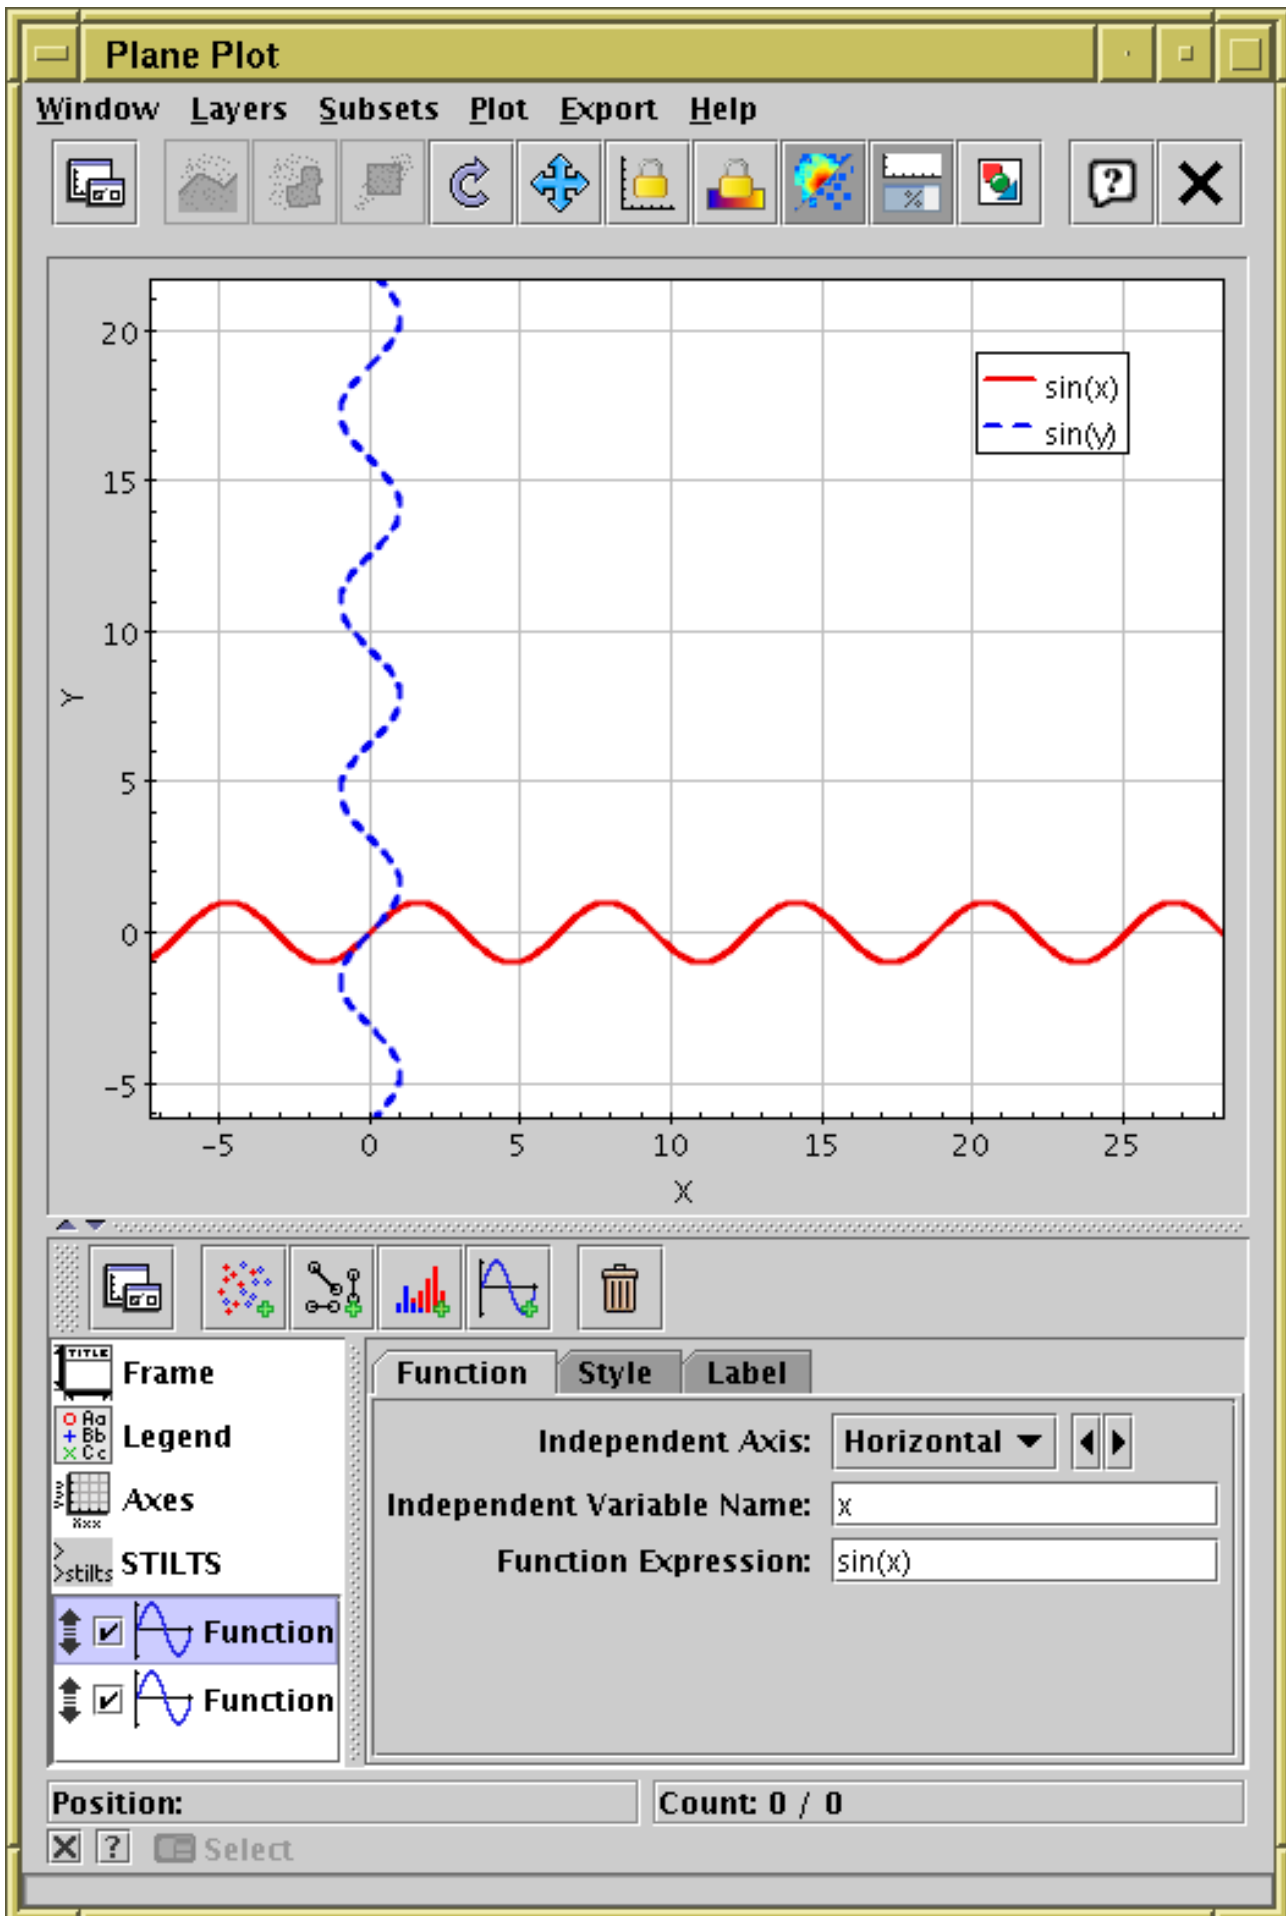 Plane Plot
Window Layers Subsets Plot Export Help
20
15
10
5
0
-5
Y
sin(x)
sin(y)
-5 0 5 10 15 20 25
X
Frame
Legend
Axes
STILTS
Function
Function
Function Style Label
Independent Axis: Horizontal
Independent Variable Name: x
Function Expression: sin(x)
Position:
Count: 0 / 0
Select